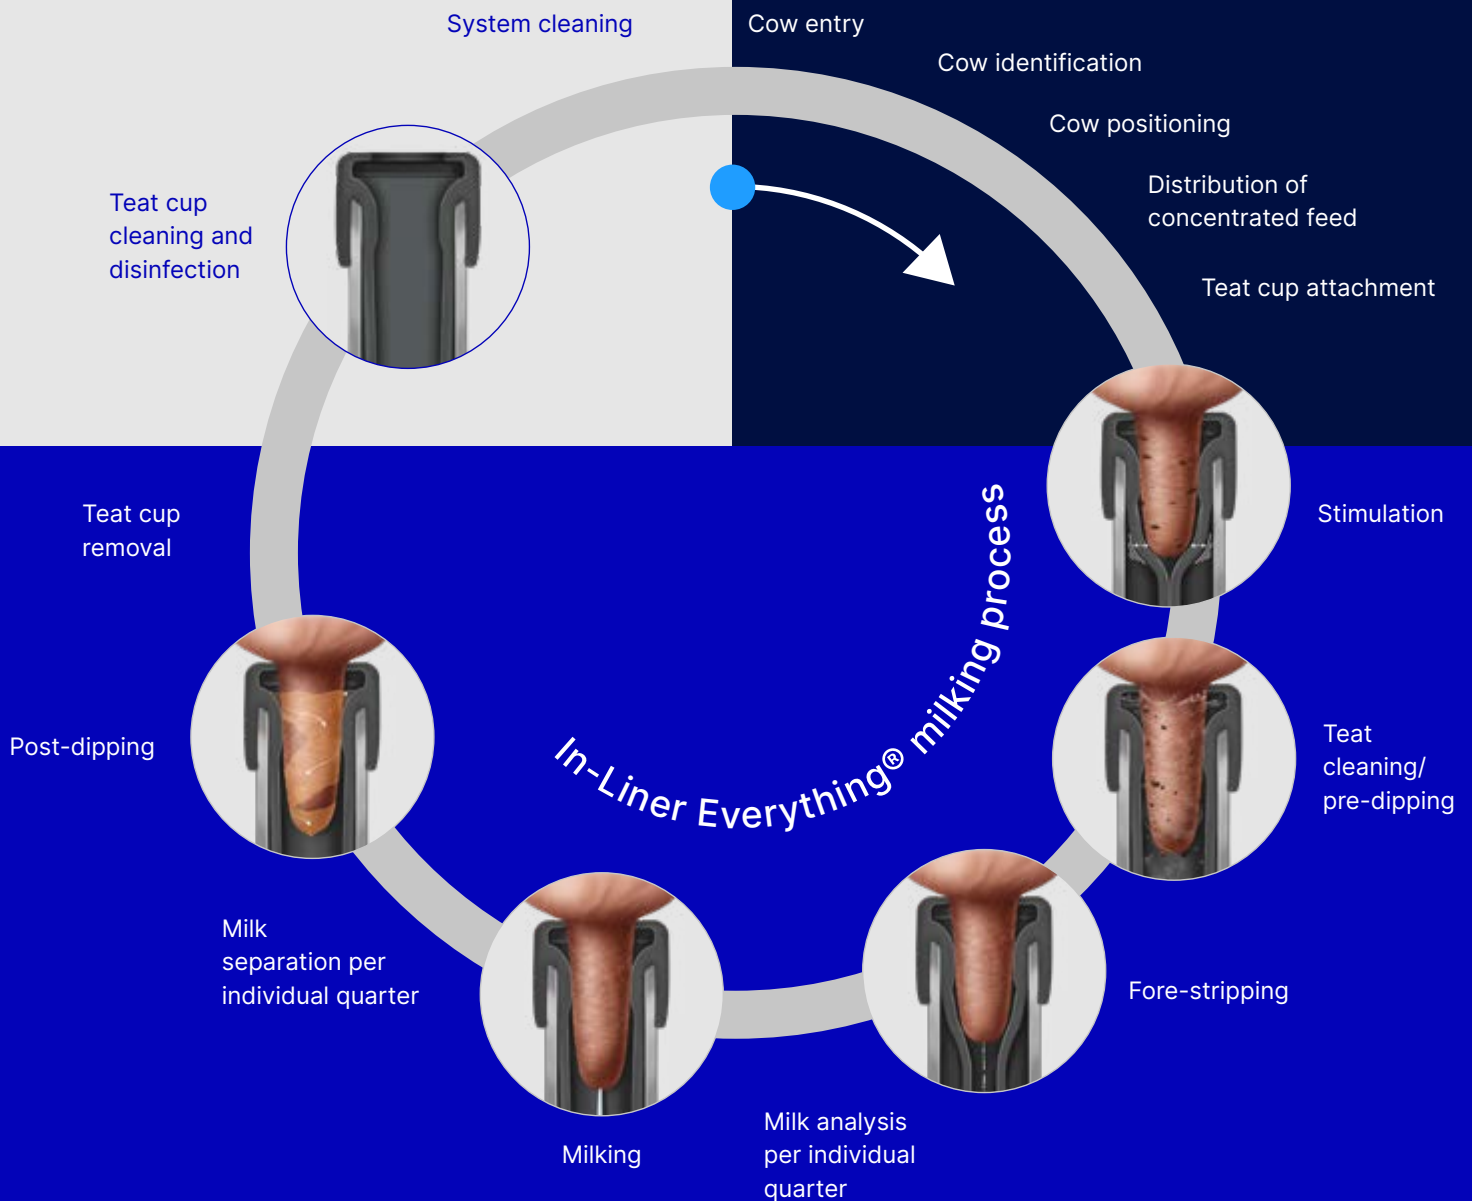 System cleaning
Cow entry
Cow identification
Cow positioning
Distribution of
concentrated feed
Teat cup attachment
Stimulation
Teat
cleaning/
pre-dipping
Fore-stripping
Milk analysis
per individual
quarter
Milking
Milk
separation per
individual quarter
Post-dipping
Teat cup
removal
Teat cup
cleaning and
disinfection
In-Liner Everything® milking process